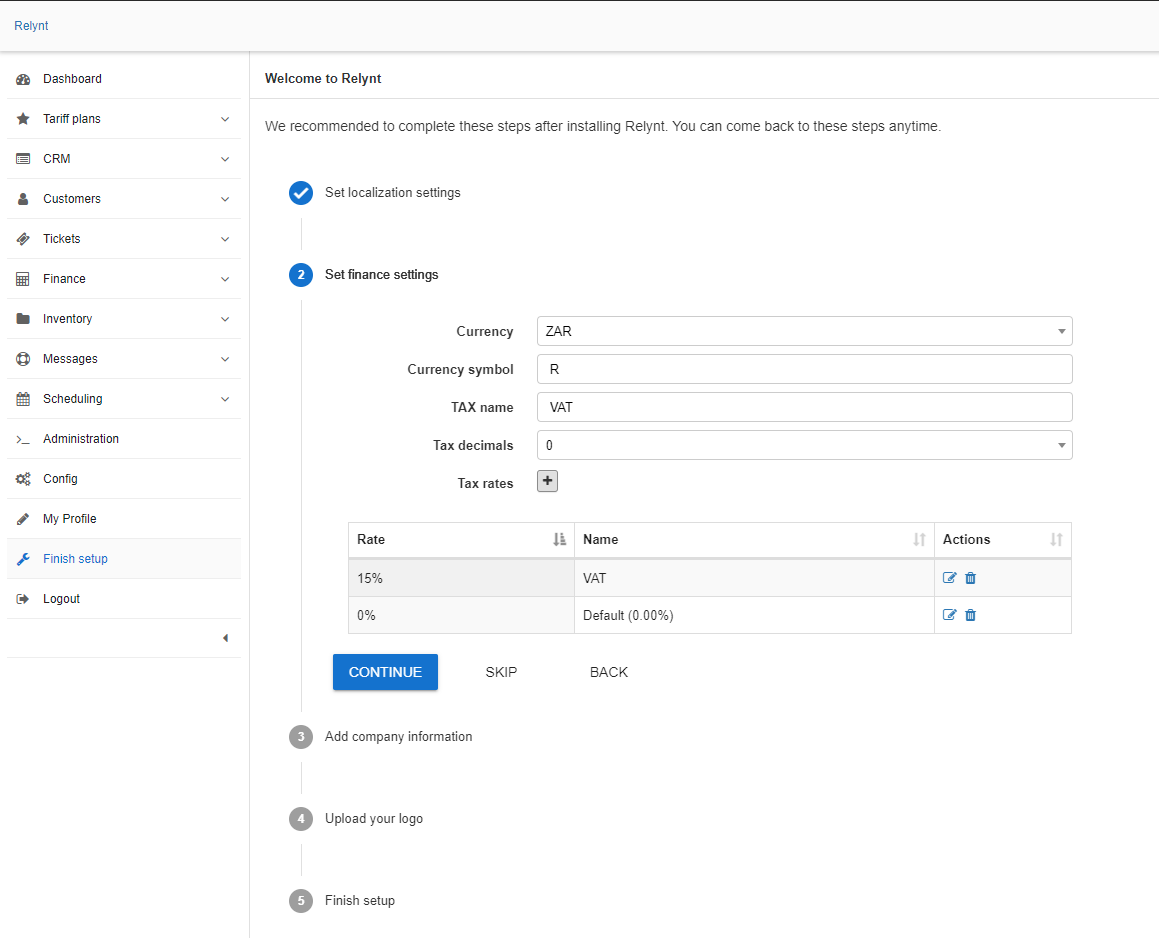 Relynt
Dashboard
Tariff plans
CRM
Customers
Tickets
Finance
Inventory
Messages
Scheduling
Administration
Config
My Profile
Finish setup
Logout
Welcome to Relynt
We recommended to complete these steps after installing Relynt. You can come back to these steps anytime.
Set localization settings
2 Set finance settings
Currency ZAR
Currency symbol R
TAX name VAT
Tax decimals 0
Tax rates +
Rate Name Actions
15% VAT
0% Default (0.00%)
CONTINUE SKIP BACK
3 Add company information
4 Upload your logo
5 Finish setup